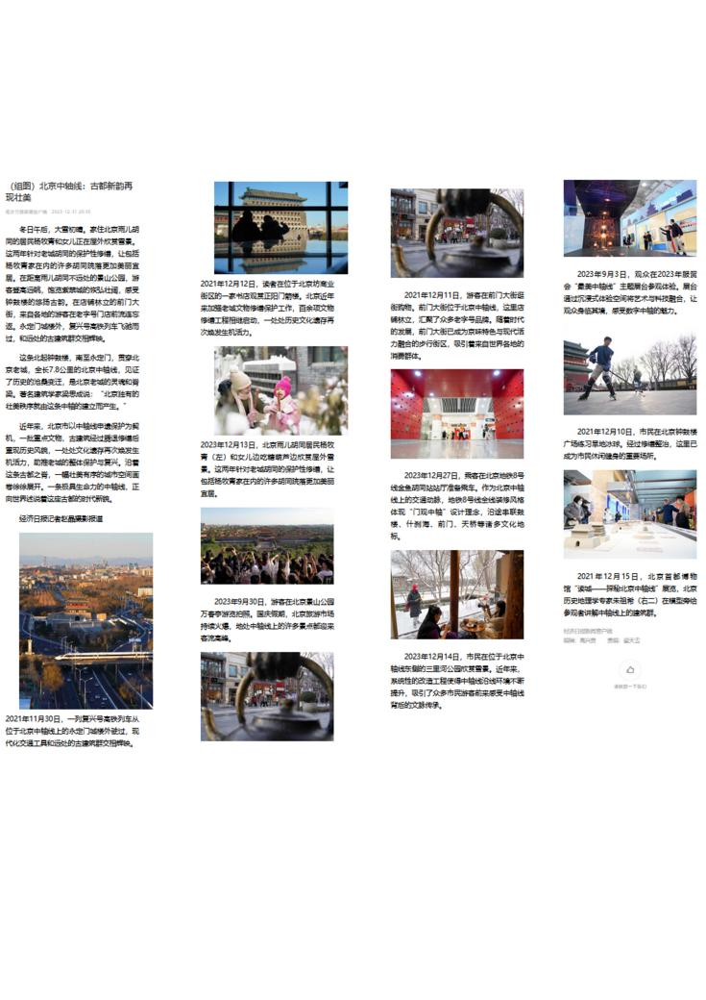 （组图）北京中轴线：古都新韵再
现壮美
经济日报新闻客户端 2023-12-31 20:10
冬日午后，大雪初晴。家住北京雨儿胡
同的居民杨牧青和女儿正在屋外欣赏雪景。
这两年针对老城胡同的保护性修缮，让包括
杨牧青家在内的许多胡同院落更加美丽宜
居。在距离雨儿胡同不远处的景山公园，游
客登高远眺，饱览紫禁城的恢弘壮阔，感受
钟鼓楼的悠扬古韵。在店铺林立的前门大
街，来自各地的游客在老字号门店前流连忘
返。永定门城楼外，复兴号高铁列车飞驰而
过，和远处的古建筑群交相辉映。
这条北起钟鼓楼，南至永定门，贯穿北
京老城，全长7.8公里的北京中轴线，见证
了历史的沧桑变迁，是北京老城的灵魂和脊
梁。著名建筑学家梁思成说：“北京独有的
壮美秩序就由这条中轴的建立而产生。”
近年来，北京市以中轴线申遗保护为契
机，一批重点文物、古建筑经过腾退修缮后
重现历史风貌，一处处文化遗存再次焕发生
机活力，助推老城的整体保护与复兴。沿着
这条古都之脊，一幅壮美有序的城市空间画
卷徐徐展开。一条极具生命力的中轴线，正
向世界述说着这座古都的时代新貌。
经济日报记者赵晶摄影报道
2021年11月30日，一列复兴号高铁列车从
位于北京中轴线上的永定门城楼外驶过，现
代化交通工具和远处的古建筑群交相辉映。
2021年12月12日，读者在位于北京坊商业
街区的一家书店观赏正阳门箭楼。北京近年
来加强老城文物修缮保护工作，百余项文物
修缮工程相继启动，一处处历史文化遗存再
次焕发生机活力。
2023年12月13日，北京雨儿胡同居民杨牧
青（左）和女儿边吃糖葫芦边欣赏屋外雪
景。这两年针对老城胡同的保护性修缮，让
包括杨牧青家在内的许多胡同院落更加美丽
宜居。
2023年9月30日，游客在北京景山公园
万春亭游览拍照。国庆假期，北京旅游市场
持续火爆，地处中轴线上的许多景点都迎来
客流高峰。
2021年12月11日，游客在前门大街逛
街购物。前门大街位于北京中轴线，这里店
铺林立，汇聚了众多老字号品牌。随着时代
的发展，前门大街已成为京味特色与现代活
力融合的步行街区，吸引着来自世界各地的
消费群体。
2023年12月27日，乘客在北京地铁8号
线金鱼胡同站站厅准备乘车。作为北京中轴
线上的交通动脉，地铁8号线全线装修风格
体现“门观中轴”设计理念，沿途串联鼓
楼、什刹海、前门、天桥等诸多文化地
标。
2023年12月14日，市民在位于北京中
轴线东侧的三里河公园欣赏雪景。近年来，
系统性的改造工程使得中轴线沿线环境不断
提升，吸引了众多市民游客前来感受中轴线
背后的文脉传承。
2023年9月3日，观众在2023年服贸
会“最美中轴线”主题展台参观体验。展台
通过沉浸式体验空间将艺术与科技融合，让
观众身临其境，感受数字中轴的魅力。
2021年12月10日，市民在北京钟鼓楼
广场练习旱地冰球。经过修缮整治，这里已
成为市民休闲健身的重要场所。
2021年12月15日，北京首都博物
馆“读城——探秘北京中轴线”展览，北京
历史地理学专家朱祖希（右二）在模型旁给
参观者讲解中轴线上的建筑群。
经济日报新闻客户端